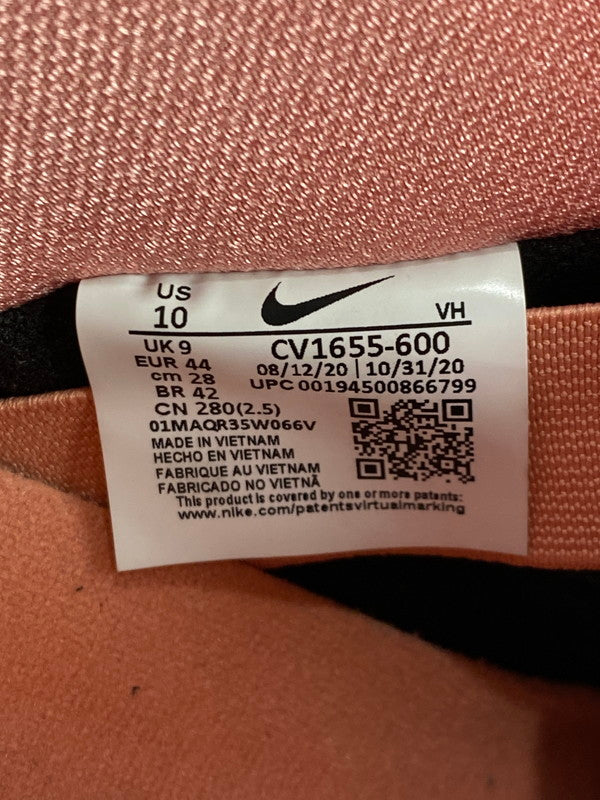 US
10
VH
UK 9
EUR 44
cm 28
BR 42
CN 280(2.5)
CV1655-600
08/12/20 | 10/31/20
UPC 00194500866799
01MAQR35W066V
MADE IN VIETNAM
HECHO EN VIETNAM
FABRIQUE AU VIETNAM
FABRICADO NO VIETNÃ
This product is covered by one or more patents:
www.nike.com/patentsvirtualmarking